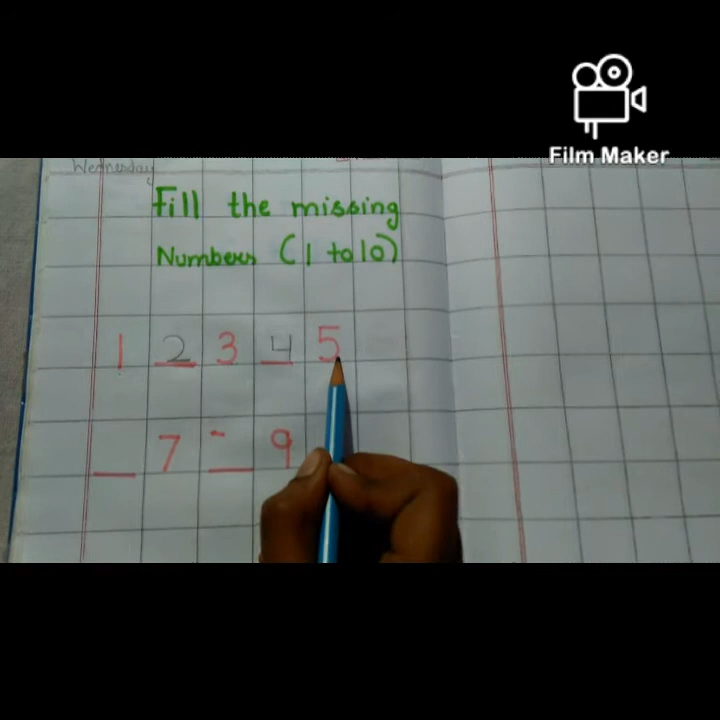 Film Maker
Wednesday
Fill the missing
Numbers (1 to 10)
1 2 3 4 5
_ 7 _ 9